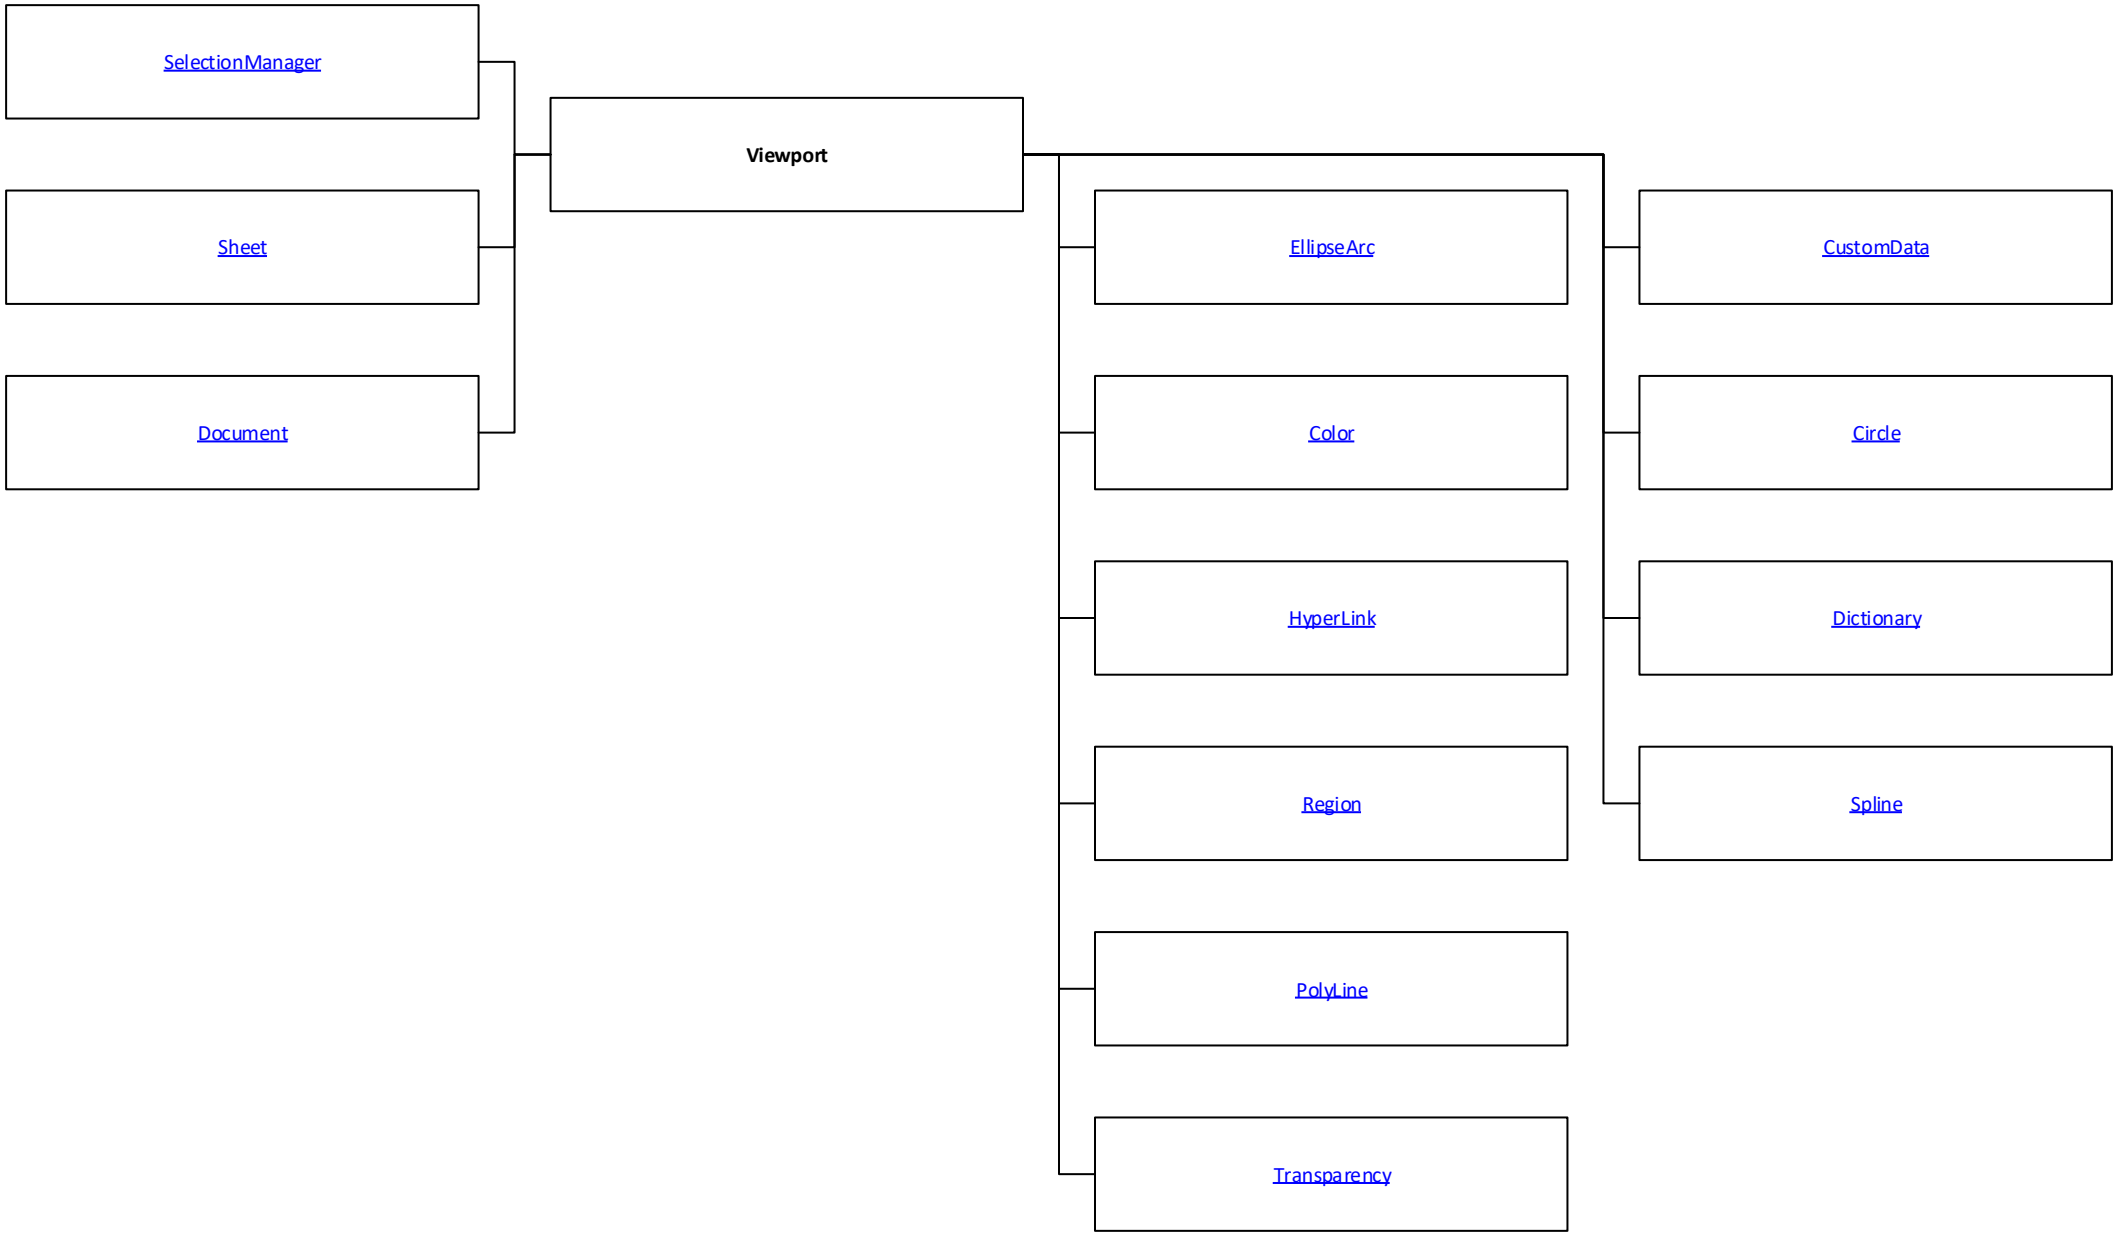 SelectionManager
Viewport
Sheet
EllipseArc
CustomData
Document
Color
Circle
HyperLink
Dictionary
Region
Spline
PolyLine
Transparency